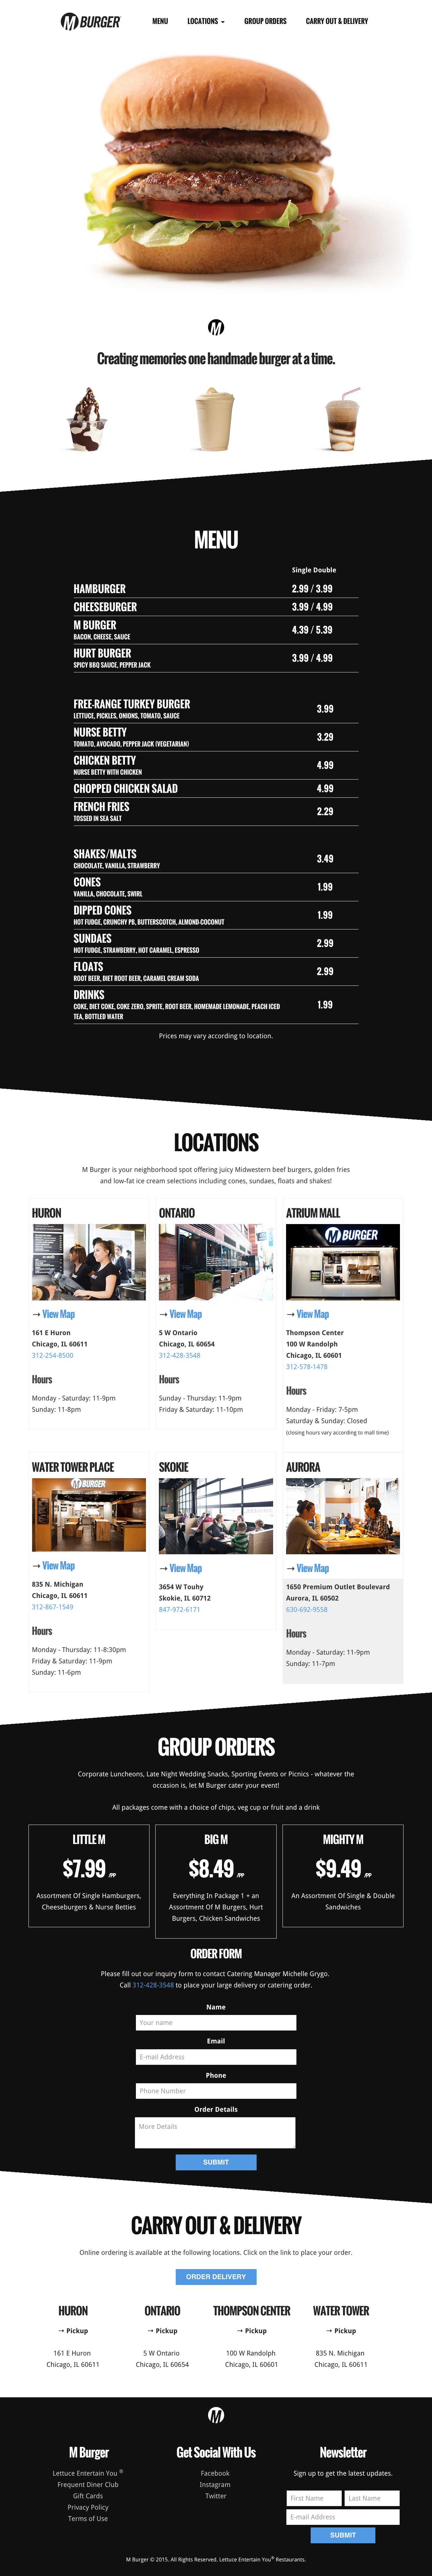 M BURGER
MENU LOCATIONS GROUP ORDERS CARRY OUT & DELIVERY
M
Creating memories one handmade burger at a time.
MENU
Single Double
HAMBURGER 2.99 / 3.99
CHEESEBURGER 3.99 / 4.99
M BURGER 4.39 / 5.39
BACON, CHEESE, SAUCE
HURT BURGER 3.99 / 4.99
SPICY BBQ SAUCE, PEPPER JACK
FREE-RANGE TURKEY BURGER 3.99
LETTUCE, PICKLES, ONIONS, TOMATO, SAUCE
NURSE BETTY 3.29
TOMATO, AVOCADO, PEPPER JACK (VEGETARIAN)
CHICKEN BETTY 4.99
NURSE BETTY WITH CHICKEN
CHOPPED CHICKEN SALAD 4.99
FRENCH FRIES 2.29
TOSSED IN SEA SALT
SHAKES/MALTS 3.49
CHOCOLATE, VANILLA, STRAWBERRY
CONES 1.99
VANILLA, CHOCOLATE, SWIRL
DIPPED CONES 1.99
HOT FUDGE, CRUNCHY PB, BUTTERSCOTCH, ALMOND-COCONUT
SUNDAES 2.99
HOT FUDGE, STRAWBERRY, HOT CARAMEL, ESPRESSO
FLOATS 2.99
ROOT BEER, DIET ROOT BEER, CARAMEL CREAM SODA
DRINKS 1.99
COKE, DIET COKE, COKE ZERO, SPRITE, ROOT BEER, HOMEMADE LEMONADE, PEACH ICED
TEA, BOTTLED WATER
Prices may vary according to location.
LOCATIONS
M Burger is your neighborhood spot offering juicy Midwestern beef burgers, golden fries
and low-fat ice cream selections including cones, sundaes, floats and shakes!
HURON
→ View Map
161 E Huron
Chicago, IL 60611
312-254-8500
Hours
Monday - Saturday: 11-9pm
Sunday: 11-8pm
ONTARIO
→ View Map
5 W Ontario
Chicago, IL 60654
312-428-3548
Hours
Sunday - Thursday: 11-9pm
Friday & Saturday: 11-10pm
ATRIUM MALL
M BURGER
→ View Map
Thompson Center
100 W Randolph
Chicago, IL 60601
312-578-1478
Hours
Monday - Friday: 7-5pm
Saturday & Sunday: Closed
(closing hours vary according to mall time)
WATER TOWER PLACE
M BURGER
→ View Map
835 N. Michigan
Chicago, IL 60611
312-867-1549
Hours
Monday - Thursday: 11-8:30pm
Friday & Saturday: 11-9pm
Sunday: 11-6pm
SKOKIE
→ View Map
3654 W Touhy
Skokie, IL 60712
847-972-6171
AURORA
→ View Map
1650 Premium Outlet Boulevard
Aurora, IL 60502
630-692-9558
Hours
Monday - Saturday: 11-9pm
Sunday: 11-7pm
GROUP ORDERS
Corporate Luncheons, Late Night Wedding Snacks, Sporting Events or Picnics - whatever the
occasion is, let M Burger cater your event!
All packages come with a choice of chips, veg cup or fruit and a drink
LITTLE M
$7.99 /PP
Assortment Of Single Hamburgers,
Cheeseburgers & Nurse Betties
BIG M
$8.49 /PP
Everything In Package 1 + an
Assortment Of M Burgers, Hurt
Burgers, Chicken Sandwiches
MIGHTY M
$9.49 /PP
An Assortment Of Single & Double
Sandwiches
ORDER FORM
Please fill out our inquiry form to contact Catering Manager Michelle Grygo.
Call 312-428-3548 to place your large delivery or catering order.
Name
Your name
Email
E-mail Address
Phone
Phone Number
Order Details
More Details
SUBMIT
CARRY OUT & DELIVERY
Online ordering is available at the following locations. Click on the link to place your order.
ORDER DELIVERY
HURON
→ Pickup
161 E Huron
Chicago, IL 60611
ONTARIO
→ Pickup
5 W Ontario
Chicago, IL 60654
THOMPSON CENTER
→ Pickup
100 W Randolph
Chicago, IL 60601
WATER TOWER
→ Pickup
835 N. Michigan
Chicago, IL 60611
M
M Burger
Lettuce Entertain You ®
Frequent Diner Club
Gift Cards
Privacy Policy
Terms of Use
Get Social With Us
Facebook
Instagram
Twitter
Newsletter
Sign up to get the latest updates.
First Name Last Name
E-mail Address
SUBMIT
M Burger © 2015. All Rights Reserved. Lettuce Entertain You® Restaurants.